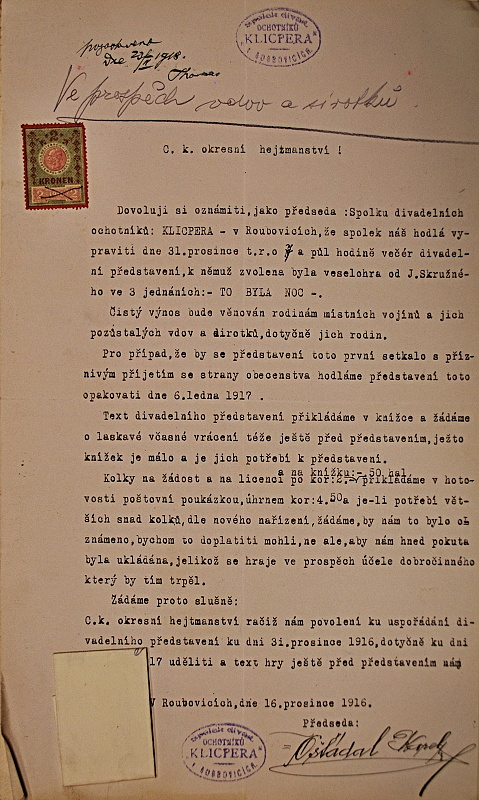 Spolek divad.
OCHOTNÍKŮ
KLICPERA
V ROUBOVICÍCH
Dne 1918.
Thomas
Ve prospěch vdov a sirotků
2
KRONEN
C. k. okresní hejtmanství !
Dovoluji si oznámiti,jako předseda :Spolku divadelních
ochotníků: KLICPERA - v Roubovicích,že spolek náš hodlá vy-
praviti dne 31.prosince t.r.o 7 a půl hodině večér divadel-
ní představení,k němuž zvolena byla veselohra od J.Skružné-
ho ve 3 jednáních:- TO BYLA NOC -.
Čistý výnos bude věnován rodinám místních vojínů a jich
pozůstalých vdov a sirotků,dotyčně jich rodin.
Pro případ,že by se představení toto první setkalo s příz-
nivým příjetím se strany obecenstva hodláme představení toto
opakovati dne 6.ledna 1917 .
Text divadelního představení přikládáme v knížce a žádáme
o laskavé včasné vrácení téže ještě před představením,ježto
knížek je málo a je jich potřebí k představení.
a na knížku:-.50 hal.
Kolky na žádost a na licenci po kor:2.- přikládáme v hoto-
vosti poštovní poukázkou,úhrnem kor:4.50 a je-li potřebí vět-
ších snad kolků,dle nového nařízení,žádáme,by nám to bylo o-
známeno,bychom to doplatiti mohli,ne ale,aby nám hned pokuta
byla ukládána,jelikož se hraje ve prospěch účele dobročinného
který by tím trpěl.
Žádáme proto slušně:
C.k. okresní hejtmanství račiž nám povolení ku uspořádání di-
vadelního představení ku dni 31.prosince 1916,dotyčně ku dni
17 uděliti a text hry ještě před představením nám
V Roubovicích,dne 16.prosince 1916.
Předseda:
Spolek divad.
OCHOTNÍKŮ
KLICPERA
V ROUBOVICÍCH
Ošťádal